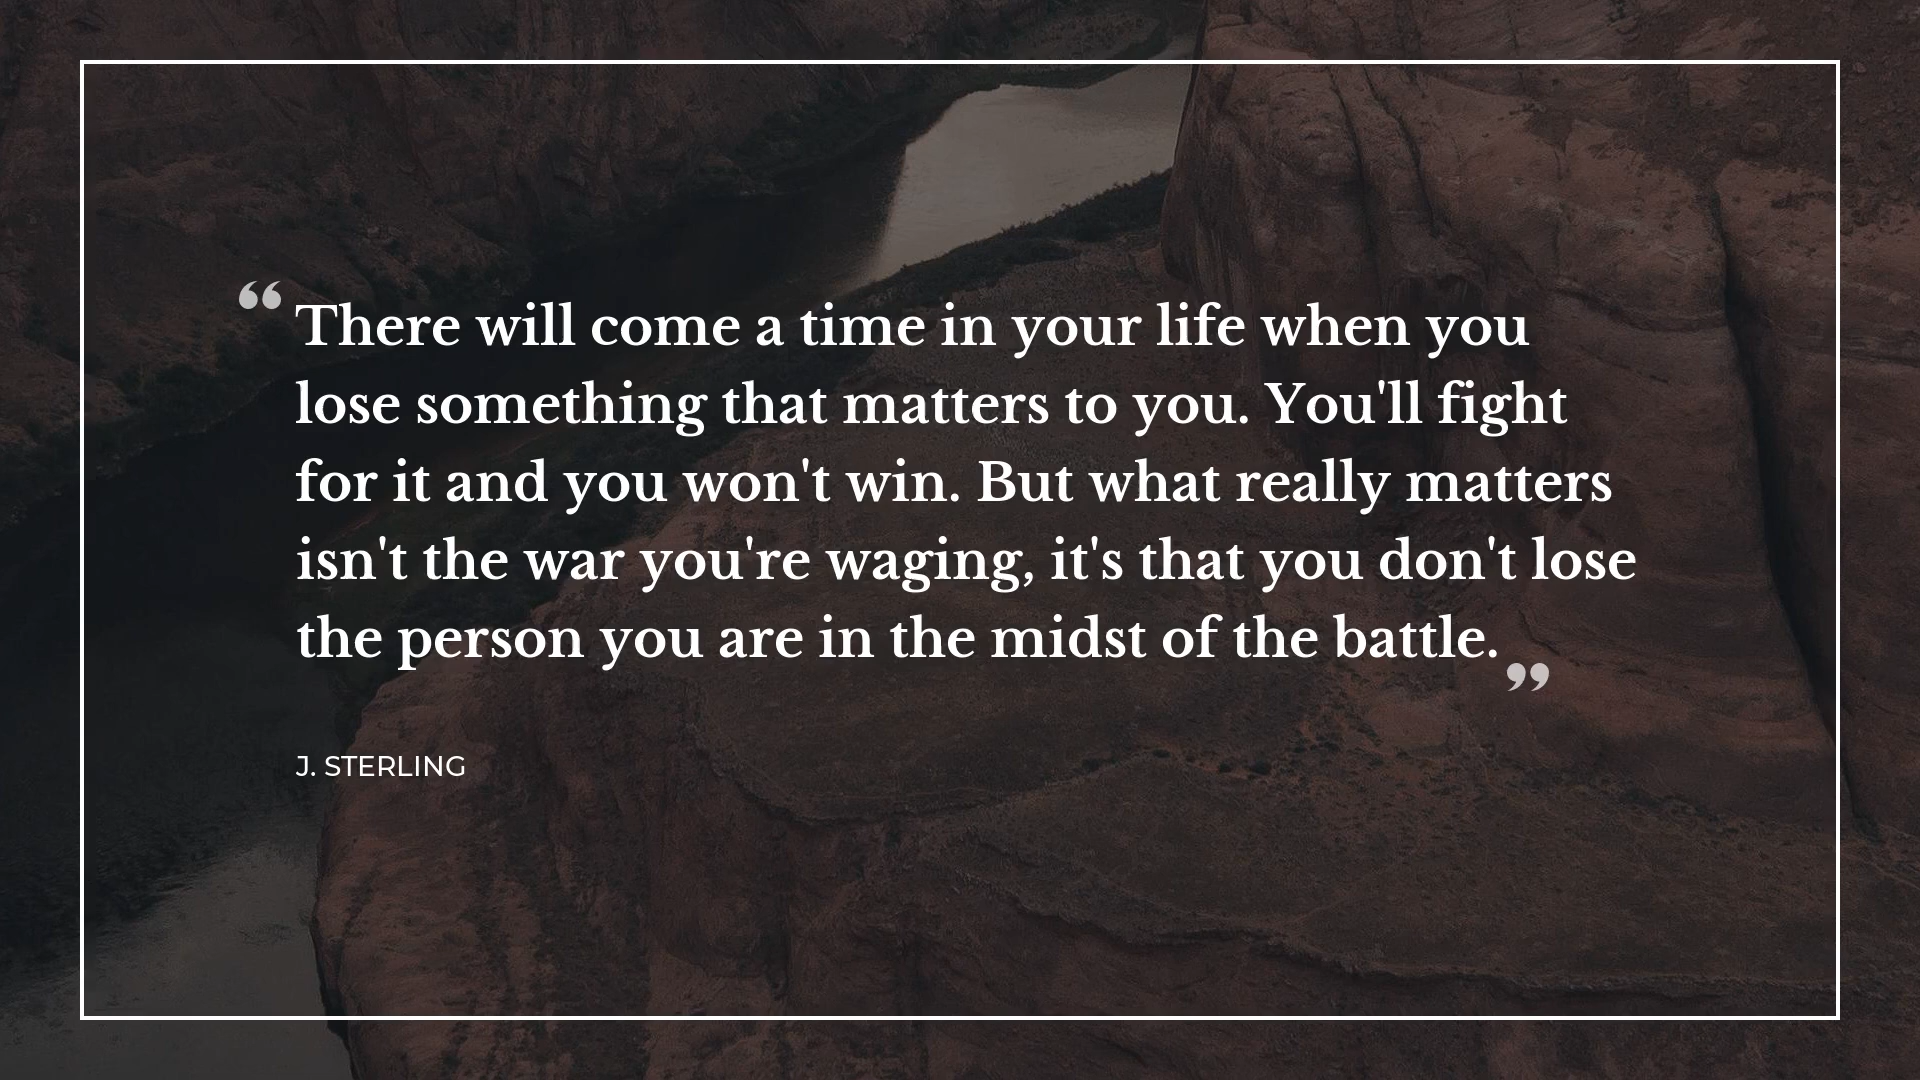 “There will come a time in your life when you
lose something that matters to you. You'll fight
for it and you won't win. But what really matters
isn't the war you're waging, it's that you don't lose
the person you are in the midst of the battle.”
J. STERLING